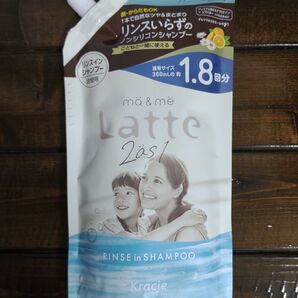 髪・からだもOK
1本で自然なツヤ&まとまり
リンスいらずの
ノンシリコンシャンプー
こどもと一緒に使える
リンスイン
シャンプー
詰替用
通常サイズ
360mLの約
1.8回分
mä & më
Latte
2äs1
RINSE in SHAMPOO
Kracie